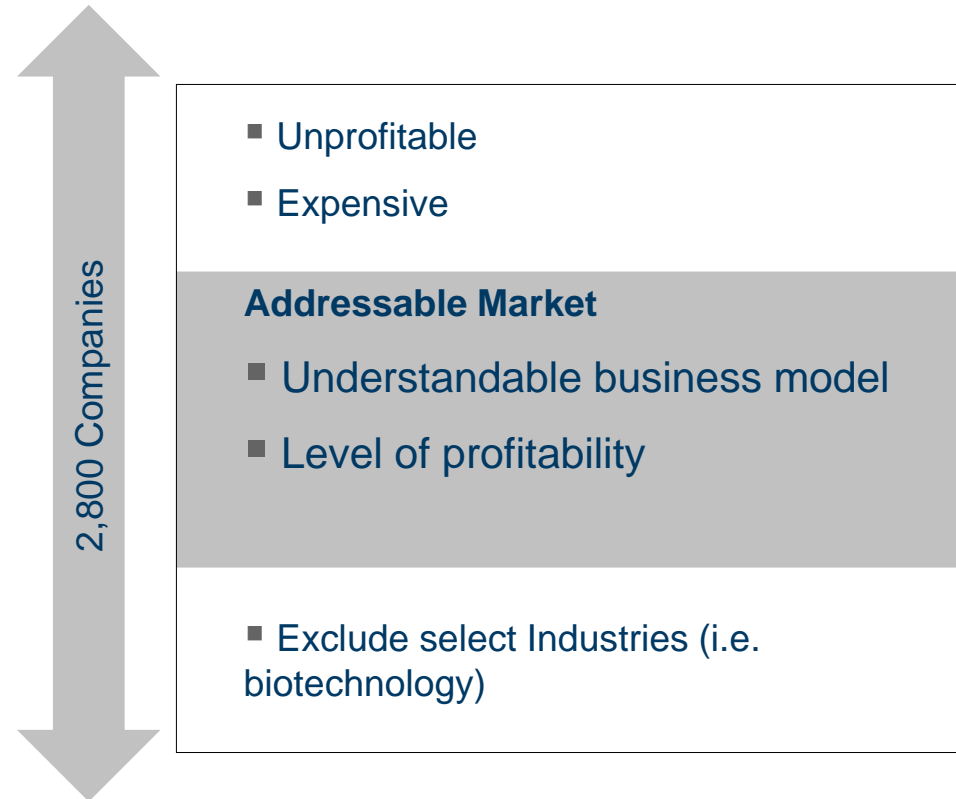 2,800 Companies
■ Unprofitable
■ Expensive
Addressable Market
■ Understandable business model
■ Level of profitability
■ Exclude select Industries (i.e.
biotechnology)